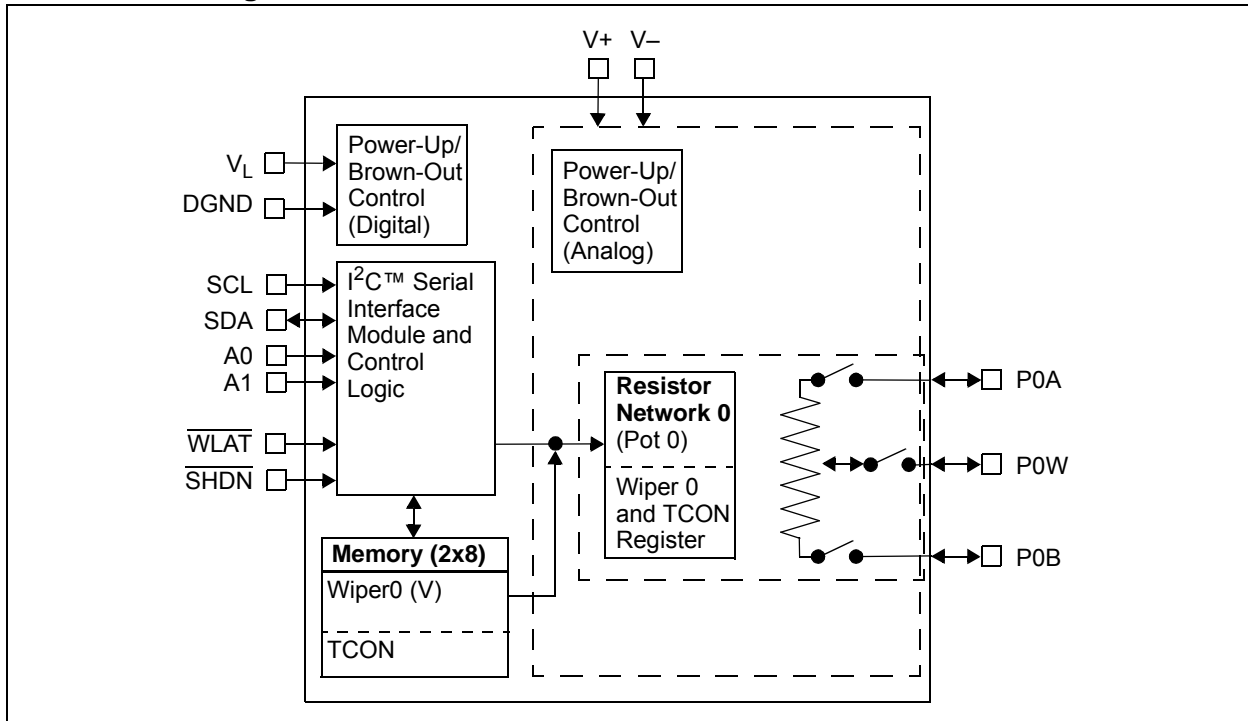 V+ V–
Power-Up/
Brown-Out
Control
(Digital)
Power-Up/
Brown-Out
Control
(Analog)
VL
DGND
SCL
SDA
A0
A1
WLAT
SHDN
I2C™ Serial
Interface
Module and
Control
Logic
Resistor
Network 0
(Pot 0)
Wiper 0
and TCON
Register
P0A
P0W
P0B
Memory (2x8)
Wiper0 (V)
TCON